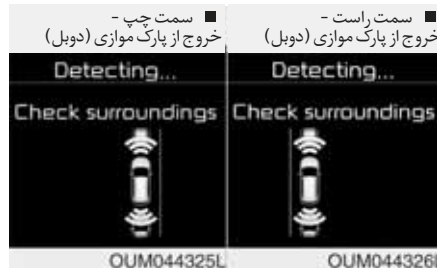 ■ سمت راست -
خروج از پارک موازی (دوبل)
Detecting...
Check surroundings
OUM044326l
■ سمت چپ -
خروج از پارک موازی (دوبل)
Detecting...
Check surroundings
OUM044325L